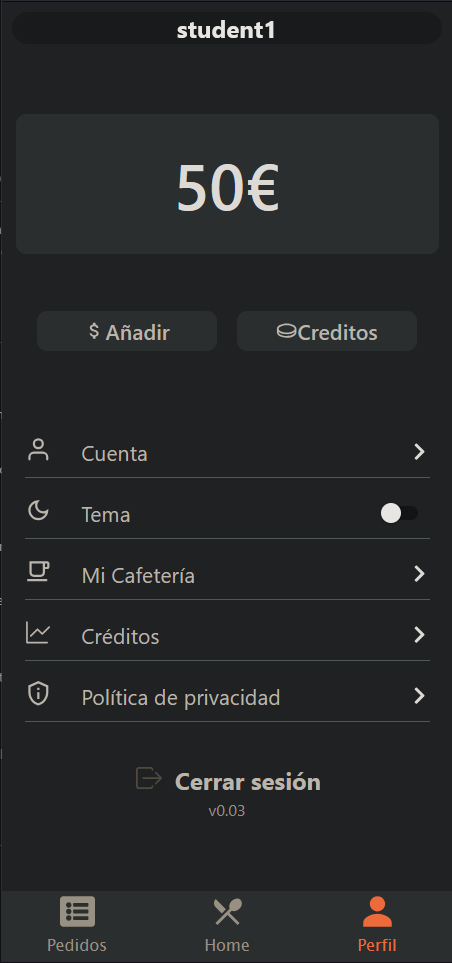 student1
50€
$ Añadir
Creditos
Cuenta
Tema
Mi Cafetería
Créditos
Política de privacidad
Cerrar sesión
v0.03
Pedidos Home Perfil